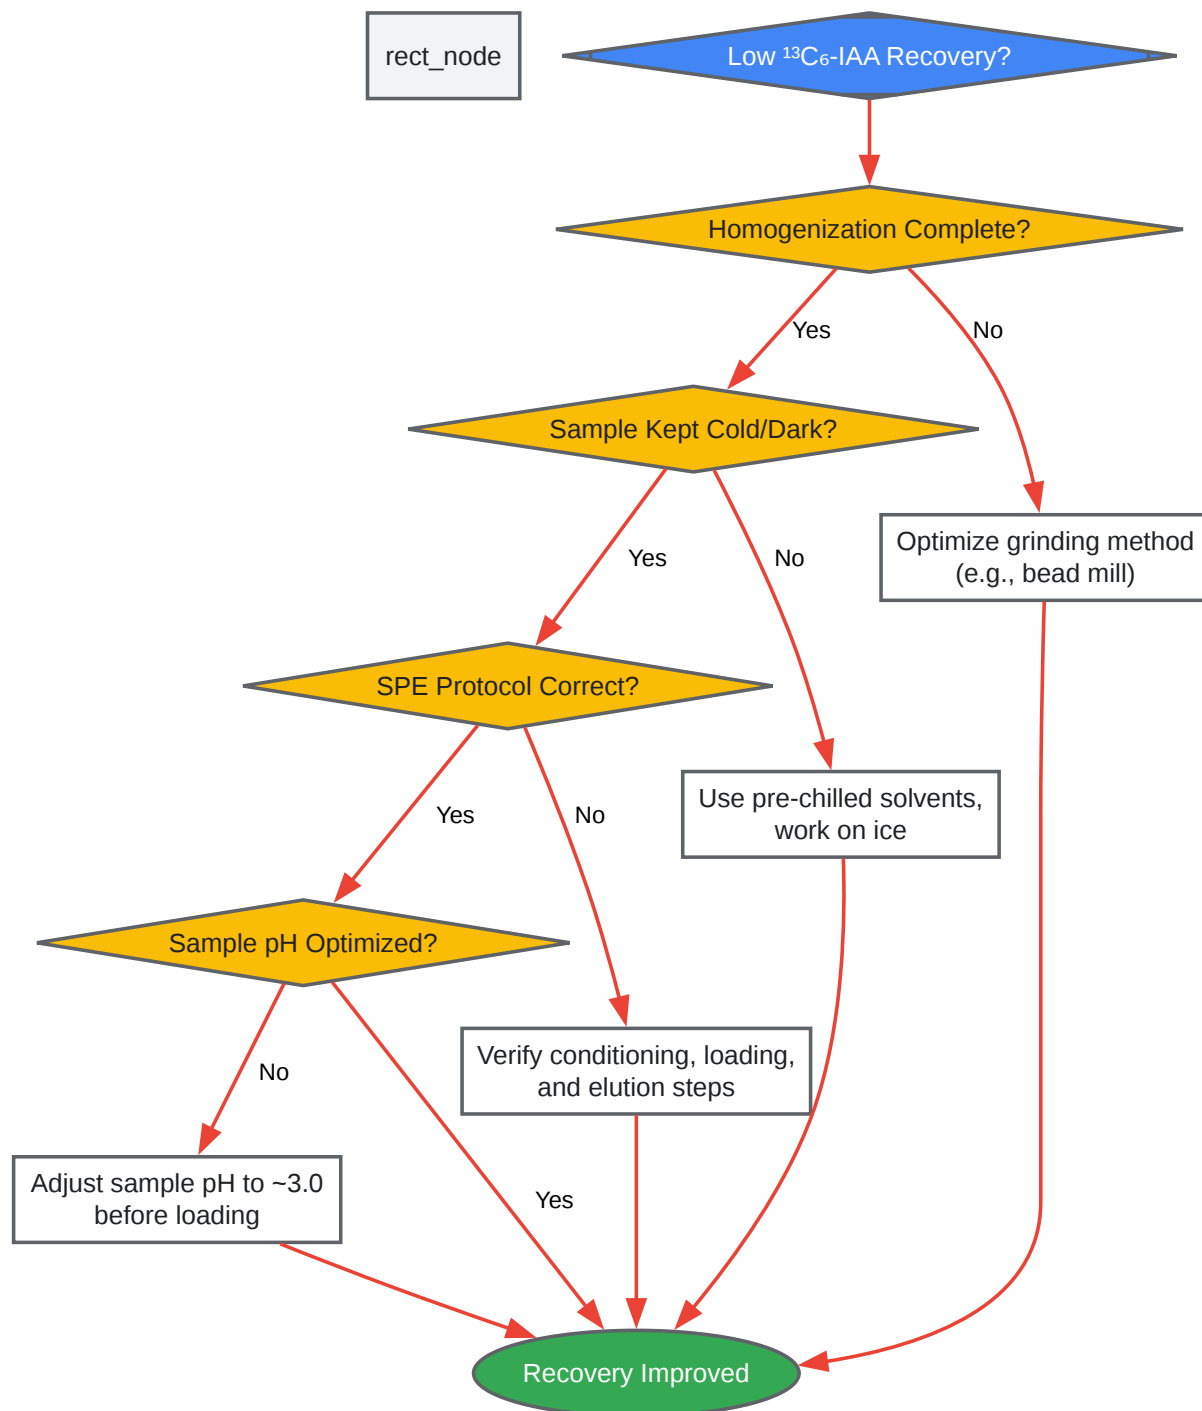 rect_node
Low ¹³C₆-IAA Recovery?
Homogenization Complete?
Yes
No
Sample Kept Cold/Dark?
Optimize grinding method
(e.g., bead mill)
Yes
No
SPE Protocol Correct?
Use pre-chilled solvents,
work on ice
Yes
No
Sample pH Optimized?
Verify conditioning, loading,
and elution steps
No
Yes
Adjust sample pH to ~3.0
before loading
Recovery Improved